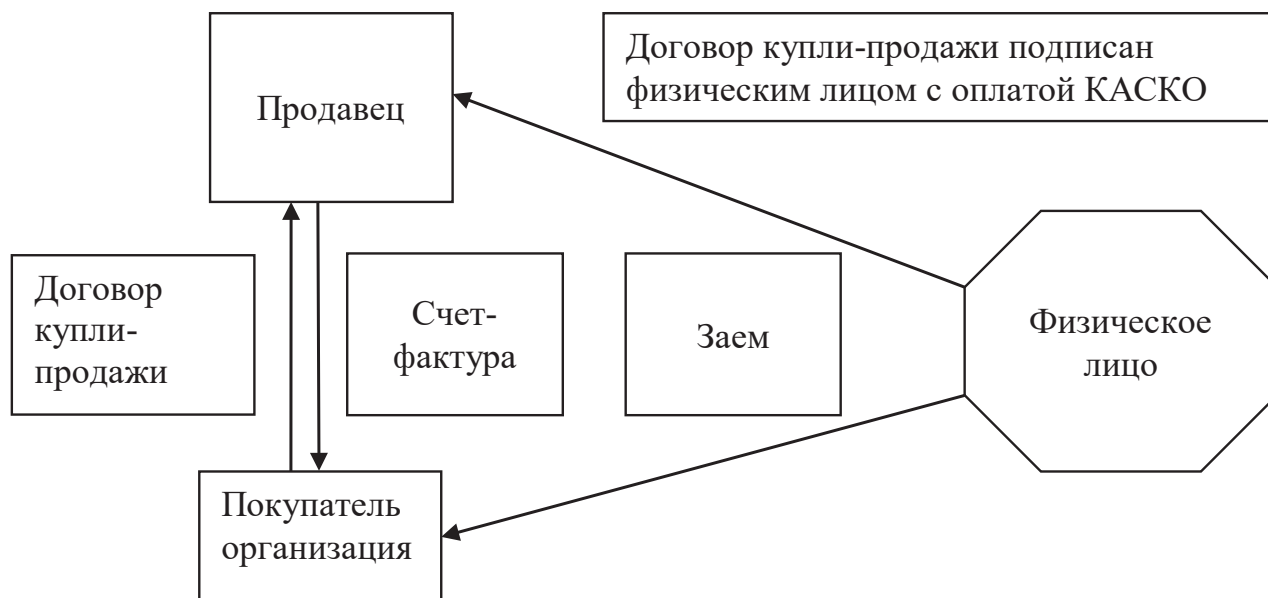 Продавец
Договор купли-продажи подписан
физическим лицом с оплатой КАСКО
Договор
купли-
продажи
Счет-
фактура
Заем
Физическое
лицо
Покупатель
организация